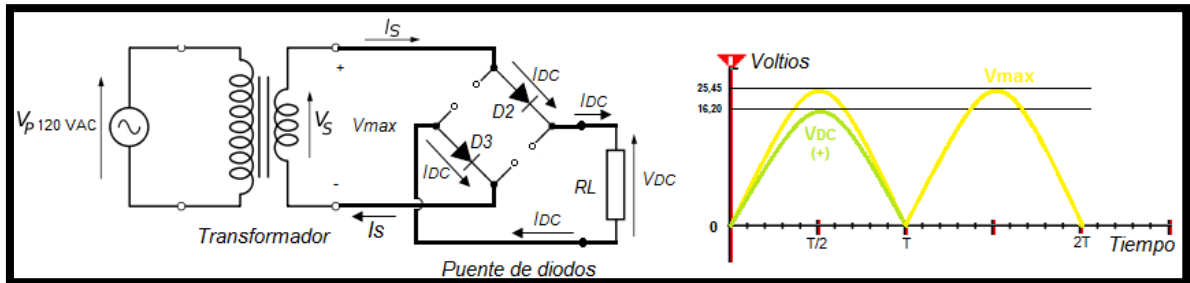 IS
+
VP 120 VAC
VS
Vmax
-
IS
Transformador
IDC
D2
IDC
D3
IDC
RL
VDC
IDC
Puente de diodos
Voltios
25,45
16,20
Vmax
VDC
(+)
0
T/2
T
2T
Tiempo